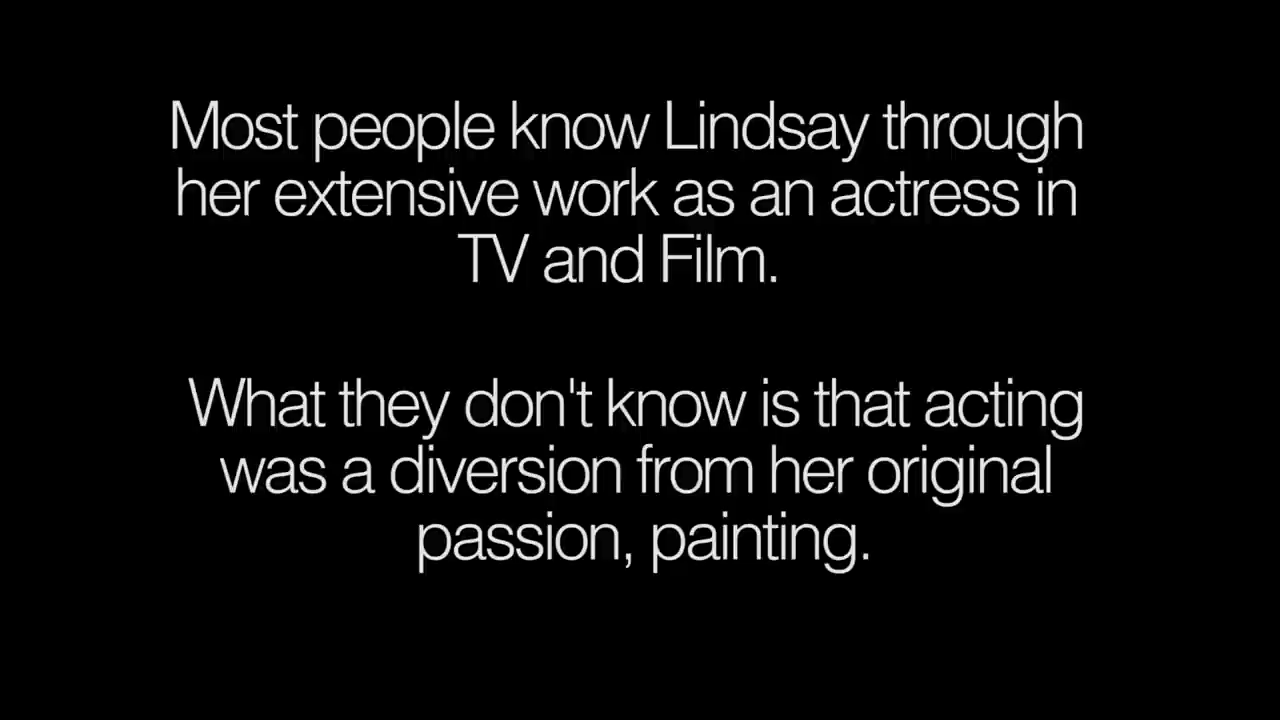 Most people know Lindsay through
her extensive work as an actress in
TV and Film.
What they don't know is that acting
was a diversion from her original
passion, painting.